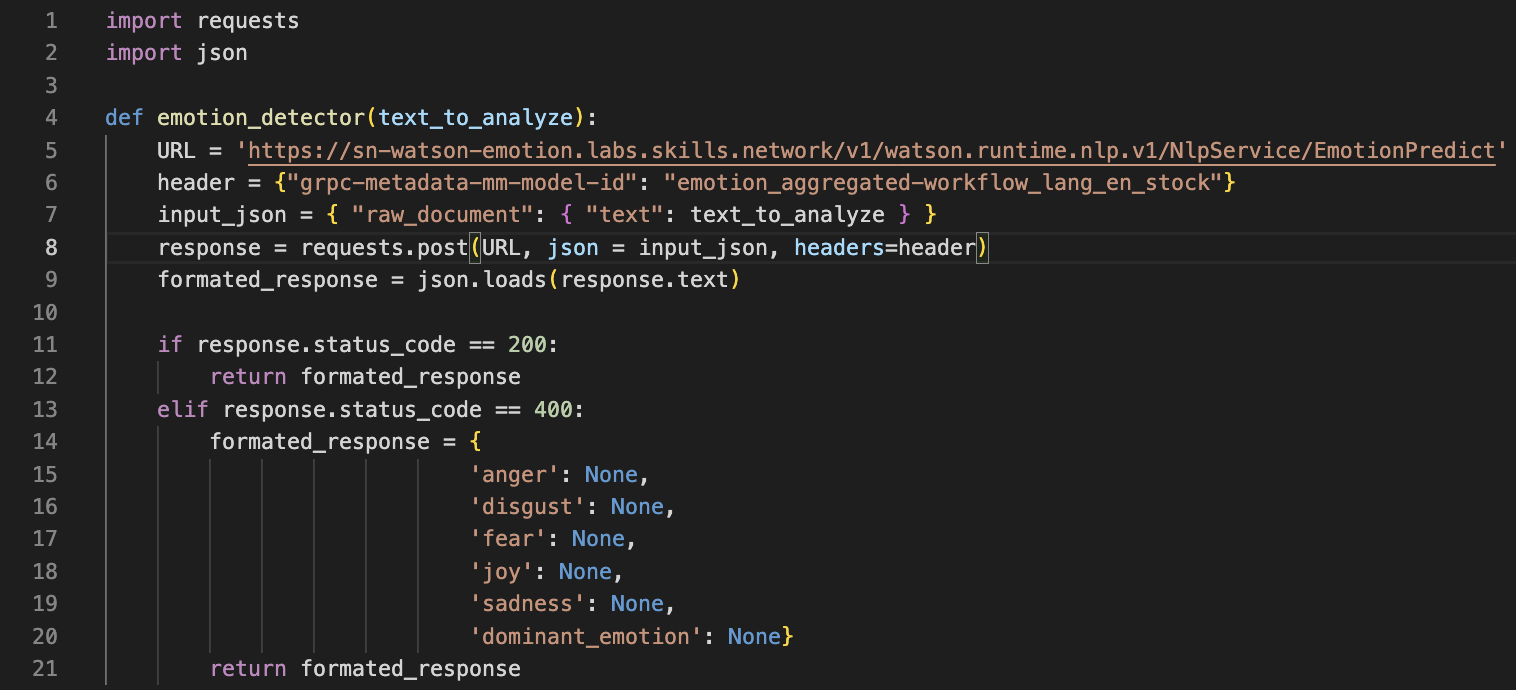 1 import requests
2 import json
3
4 def emotion_detector(text_to_analyze):
5     URL = 'https://sn-watson-emotion.labs.skills.network/v1/watson.runtime.nlp.v1/NlpService/EmotionPredict'
6     header = {"grpc-metadata-mm-model-id": "emotion_aggregated-workflow_lang_en_stock"}
7     input_json = { "raw_document": { "text": text_to_analyze } }
8     response = requests.post(URL, json = input_json, headers=header)
9     formated_response = json.loads(response.text)
10
11     if response.status_code == 200:
12         return formated_response
13     elif response.status_code == 400:
14         formated_response = {
15                             'anger': None,
16                             'disgust': None,
17                             'fear': None,
18                             'joy': None,
19                             'sadness': None,
20                             'dominant_emotion': None}
21         return formated_response